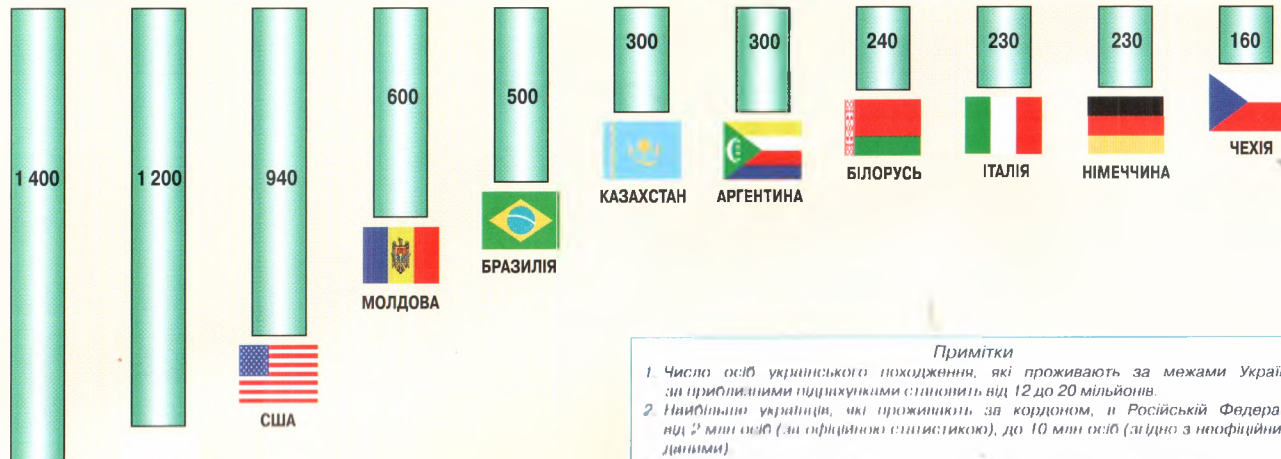 1 400
1 200
940
США
600
МОЛДОВА
500
БРАЗИЛІЯ
300
КАЗАХСТАН
300
АРГЕНТИНА
240
БІЛОРУСЬ
230
ІТАЛІЯ
230
НІМЕЧЧИНА
160
ЧЕХІЯ
Примітки
1. Число осіб українського походження, які проживають за межами Украї
за приблизними підрахунками становить від 12 до 20 мільйонів.
2. Найбільше українців, які проживають за кордоном, в Російській Федера
від 2 млн осіб (за офіційною статистикою), до 10 млн осіб (згідно з неофіційни
даними)